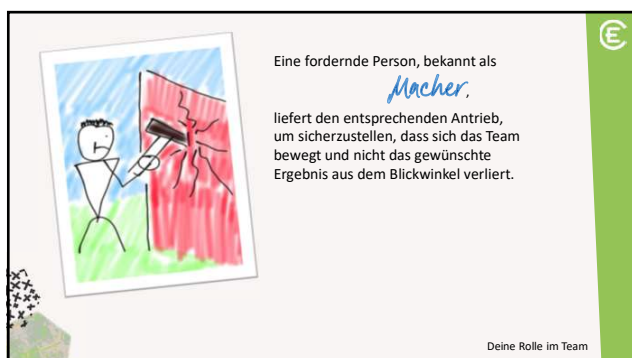 Eine fordernde Person, bekannt als
Macher,
liefert den entsprechenden Antrieb,
um sicherzustellen, dass sich das Team
bewegt und nicht das gewünschte
Ergebnis aus dem Blickwinkel verliert.
Deine Rolle im Team